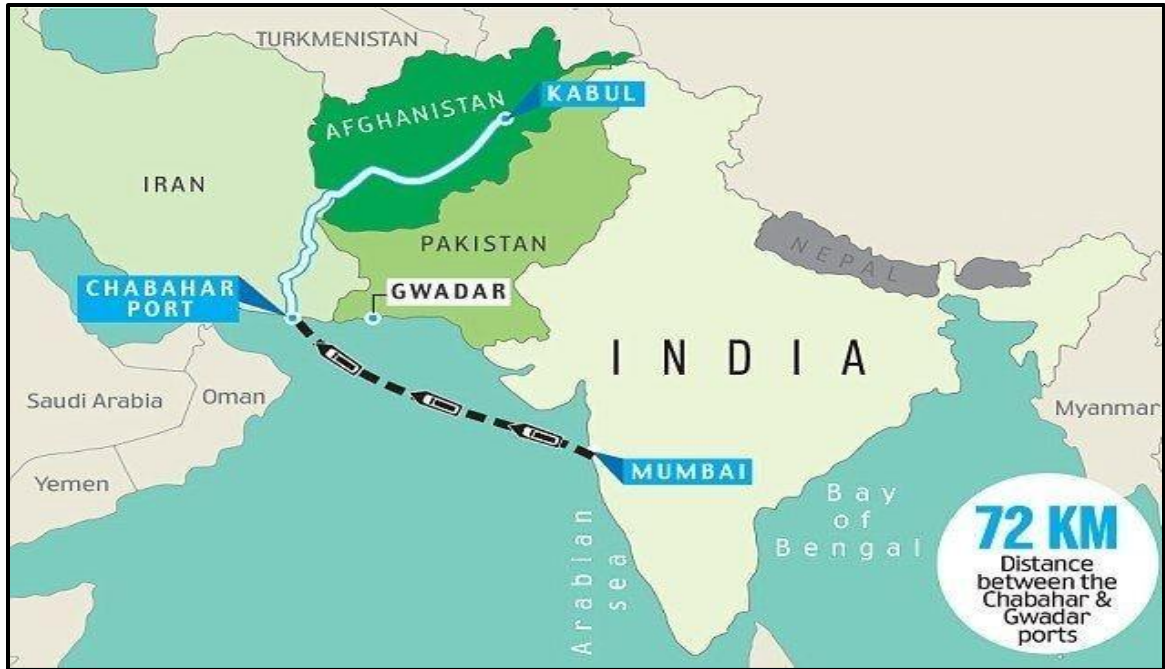 TURKMENISTAN
AFGHANISTAN
KABUL
IRAN
PAKISTAN
NEPAL
CHABAHAR
PORT
GWADAR
INDIA
Saudi Arabia
Oman
Myanmar
Yemen
MUMBAI
Arabian
sea
Bay
of
Bengal
72 KM
Distance
between the
Chabahar &
Gwadar
ports